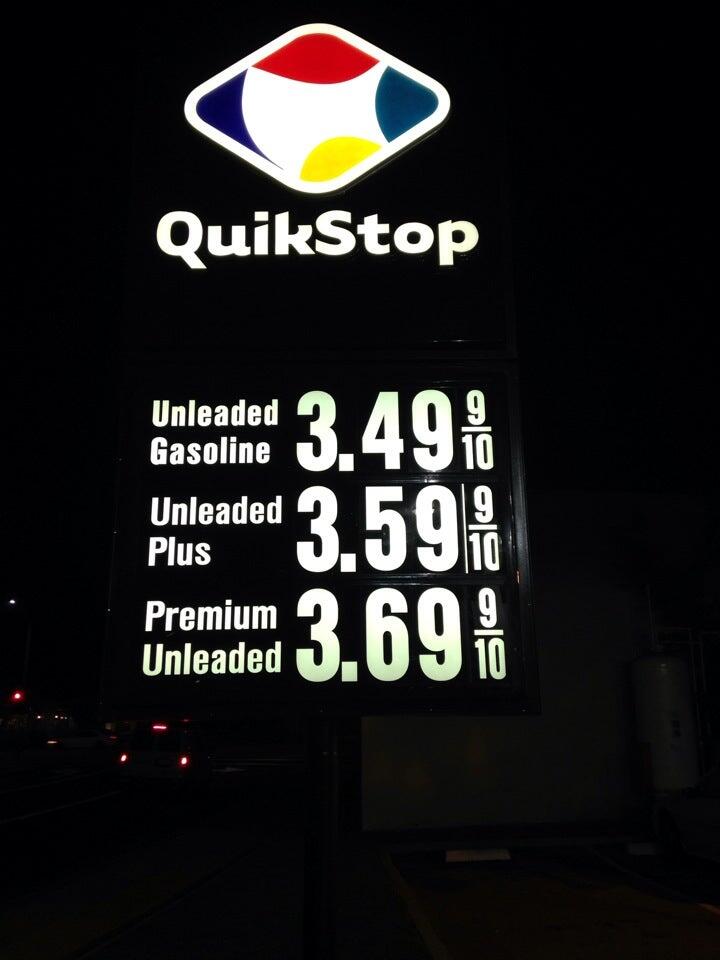 QuikStop
Unleaded
Gasoline
3.49 9/10
Unleaded
Plus
3.59 9/10
Premium
Unleaded
3.69 9/10